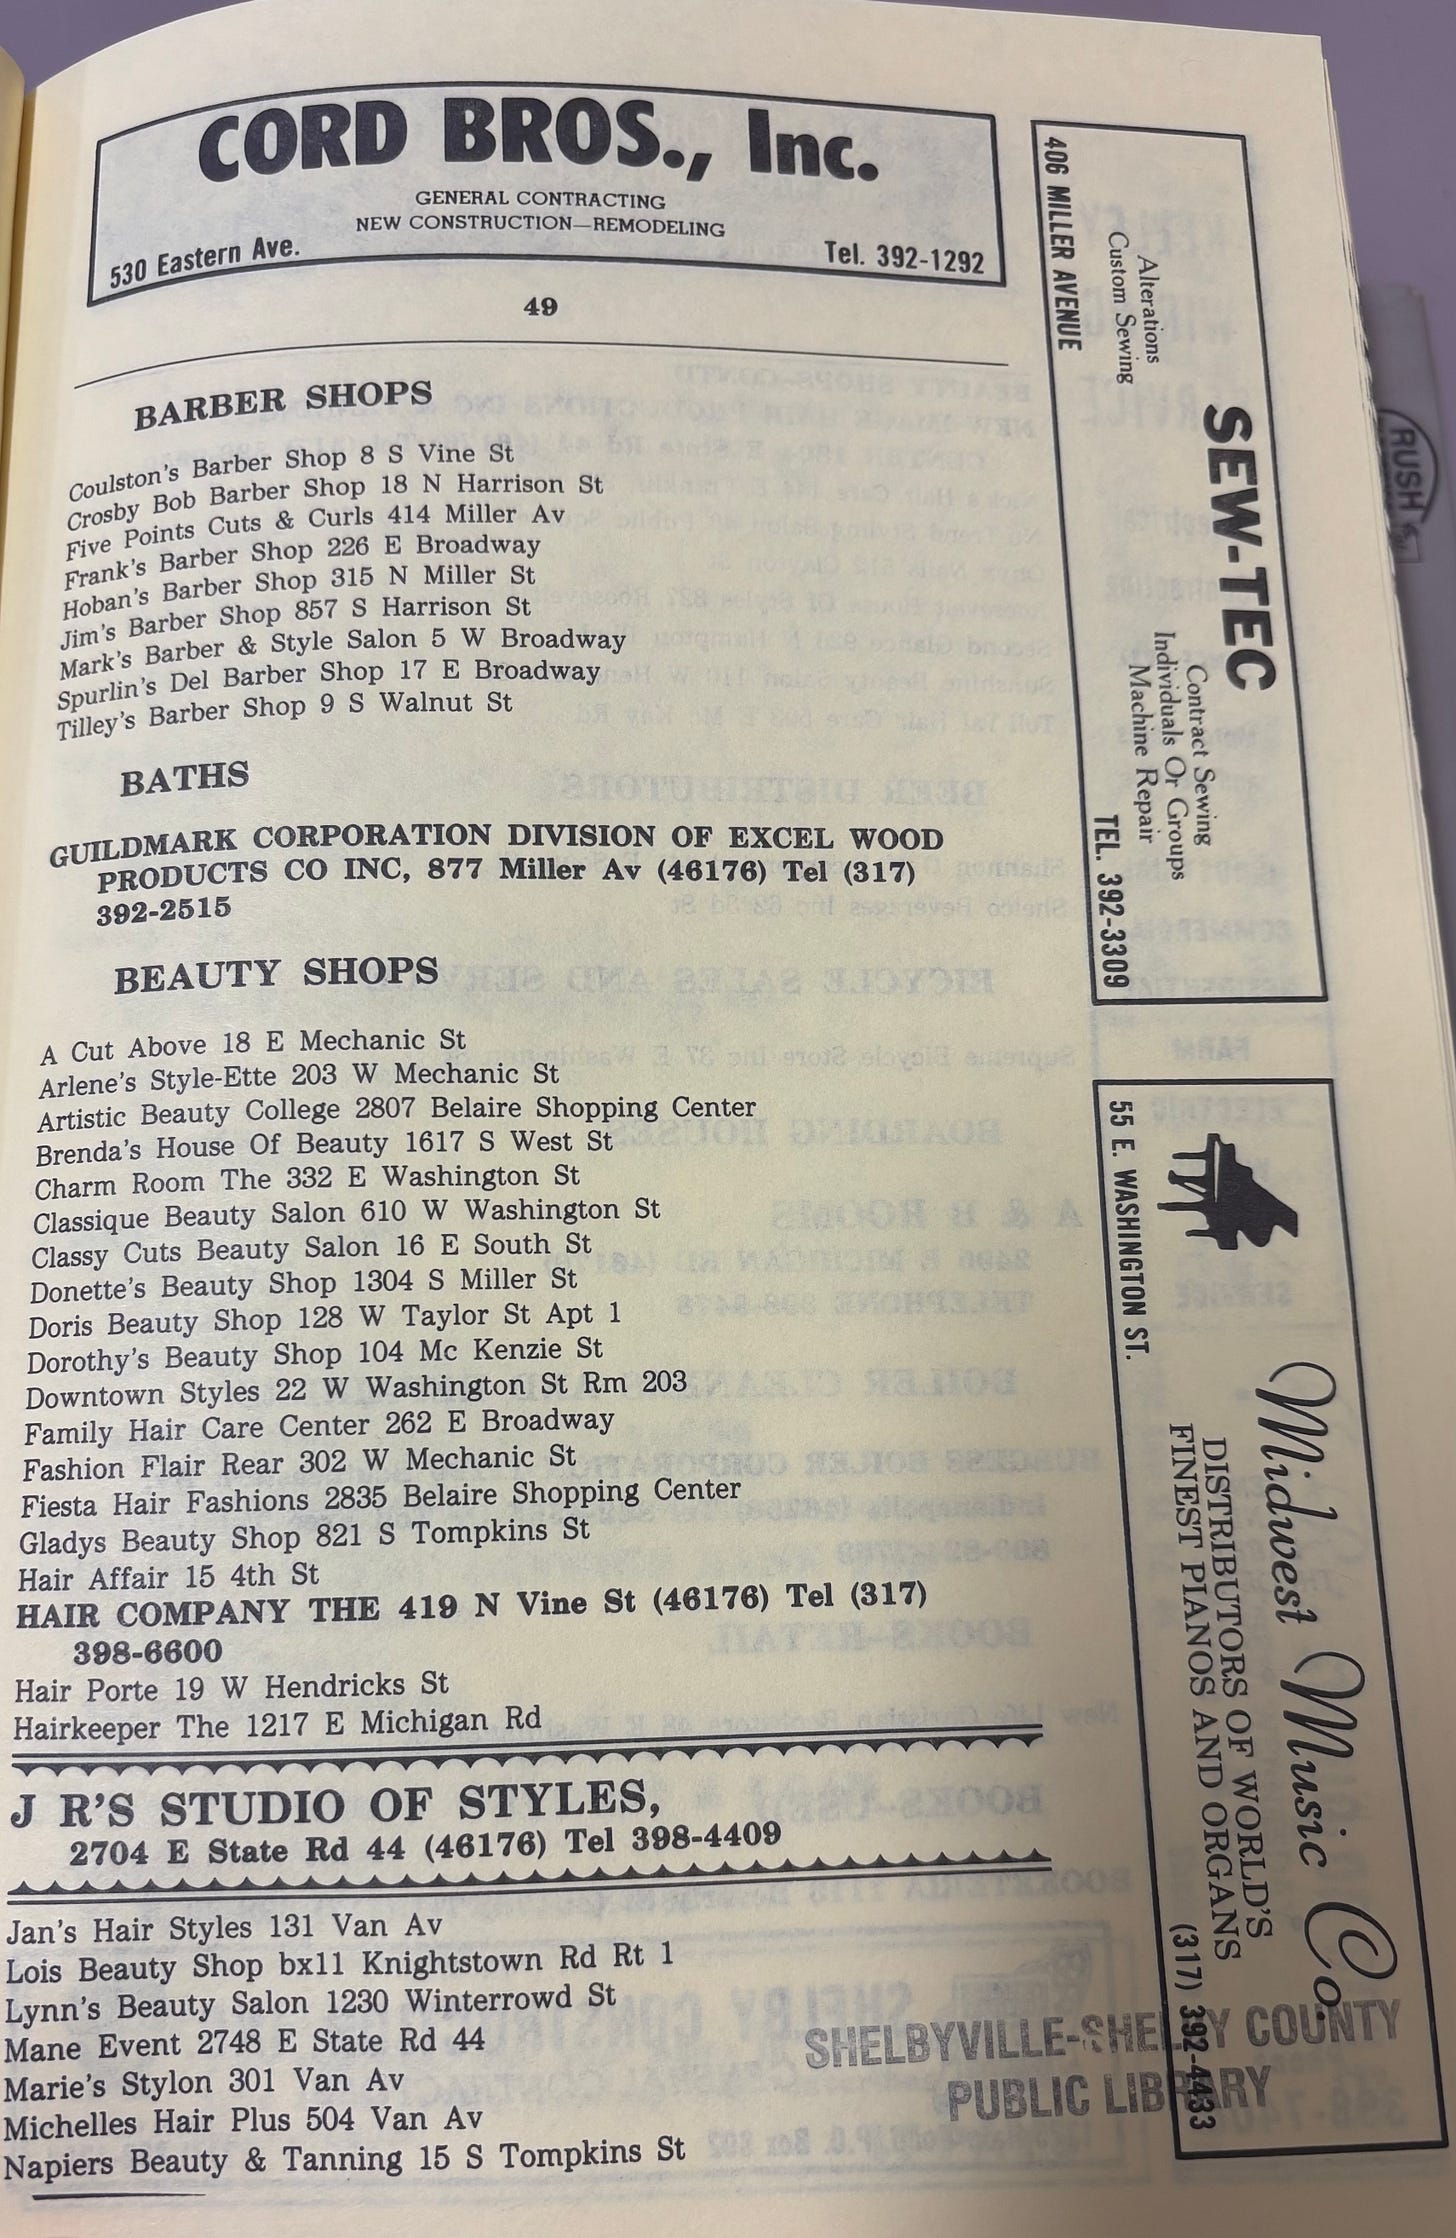 CORD BROS., Inc.
GENERAL CONTRACTING
NEW CONSTRUCTION—REMODELING
530 Eastern Ave.
Tel. 392-1292
49
BARBER SHOPS
Coulston's Barber Shop 8 S Vine St
Crosby Bob Barber Shop 18 N Harrison St
Five Points Cuts & Curls 414 Miller Av
Frank's Barber Shop 226 E Broadway
Hoban's Barber Shop 315 N Miller St
Jim's Barber Shop 857 S Harrison St
Mark's Barber & Style Salon 5 W Broadway
Spurlin's Del Barber Shop 17 E Broadway
Tilley's Barber Shop 9 S Walnut St
BATHS
GUILDMARK CORPORATION DIVISION OF EXCEL WOOD
PRODUCTS CO INC, 877 Miller Av (46176) Tel (317)
392-2515
BEAUTY SHOPS
A Cut Above 18 E Mechanic St
Arlene's Style-Ette 203 W Mechanic St
Artistic Beauty College 2807 Belaire Shopping Center
Brenda's House Of Beauty 1617 S West St
Charm Room The 332 E Washington St
Classique Beauty Salon 610 W Washington St
Classy Cuts Beauty Salon 16 E South St
Donette's Beauty Shop 1304 S Miller St
Doris Beauty Shop 128 W Taylor St Apt 1
Dorothy's Beauty Shop 104 Mc Kenzie St
Downtown Styles 22 W Washington St Rm 203
Family Hair Care Center 262 E Broadway
Fashion Flair Rear 302 W Mechanic St
Fiesta Hair Fashions 2835 Belaire Shopping Center
Gladys Beauty Shop 821 S Tompkins St
Hair Affair 15 4th St
HAIR COMPANY THE 419 N Vine St (46176) Tel (317)
398-6600
Hair Porte 19 W Hendricks St
Hairkeeper The 1217 E Michigan Rd
J R'S STUDIO OF STYLES,
2704 E State Rd 44 (46176) Tel 398-4409
Jan's Hair Styles 131 Van Av
Lois Beauty Shop bx11 Knightstown Rd Rt 1
Lynn's Beauty Salon 1230 Winterrowd St
Mane Event 2748 E State Rd 44
Marie's Stylon 301 Van Av
Michelles Hair Plus 504 Van Av
Napiers Beauty & Tanning 15 S Tompkins St
SEW-TEC
Alterations
Custom Sewing
Contract Sewing
Individuals Or Groups
Machine Repair
406 MILLER AVENUE
TEL. 392-3309
Midwest Music Co.
DISTRIBUTORS OF WORLD'S
FINEST PIANOS AND ORGANS
55 E. WASHINGTON ST.
(317) 392-4433
SHELBYVILLE-SHELBY COUNTY
PUBLIC LIBRARY
RUSH